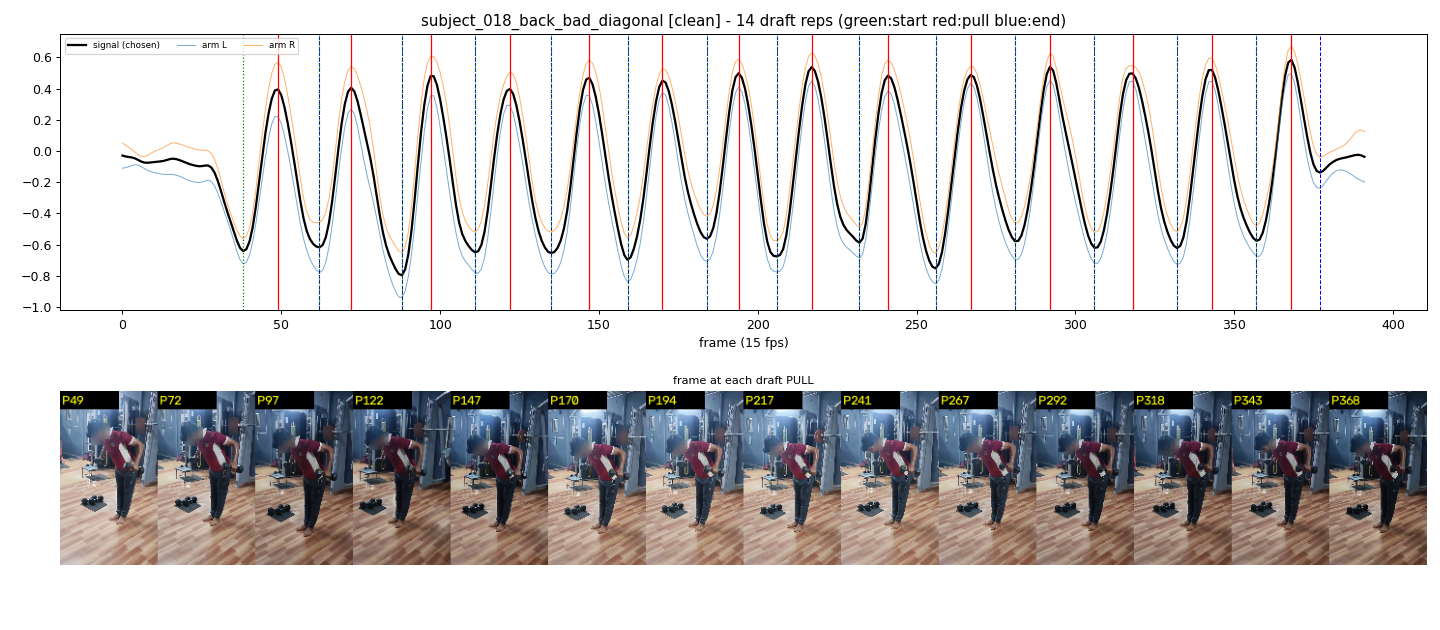 subject_018_back_bad_diagonal [clean] - 14 draft reps (green:start red:pull blue:end)
signal (chosen) arm L arm R
0.6
0.4
0.2
0.0
−0.2
−0.4
−0.6
−0.8
−1.0
0 50 100 150 200 250 300 350 400
frame (15 fps)
frame at each draft PULL
P49 P72 P97 P122 P147 P170 P194 P217 P241 P267 P292 P318 P343 P368